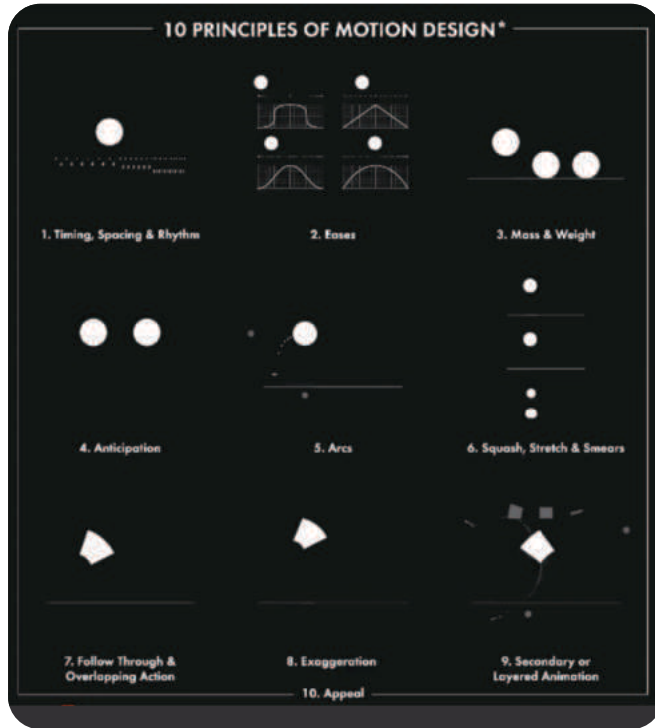 10 PRINCIPLES OF MOTION DESIGN*
1. Timing, Spacing & Rhythm
2. Eases
3. Mass & Weight
4. Anticipation
5. Arcs
6. Squash, Stretch & Smears
7. Follow Through &
Overlapping Action
8. Exaggeration
9. Secondary or
Layered Animation
10. Appeal